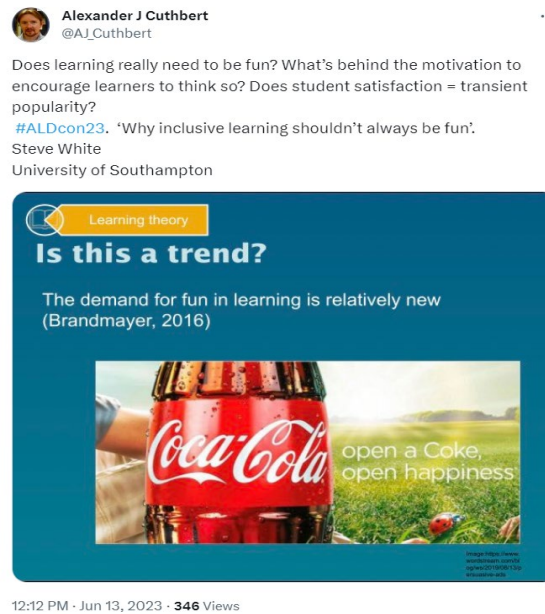 Alexander J Cuthbert
@AJ_Cuthbert
Does learning really need to be fun? What's behind the motivation to
encourage learners to think so? Does student satisfaction = transient
popularity?
#ALDcon23. ‘Why inclusive learning shouldn't always be fun’.
Steve White
University of Southampton
Learning theory
Is this a trend?
The demand for fun in learning is relatively new
(Brandmayer, 2016)
Coca-Cola
open a Coke,
open happiness
12:12 PM · Jun 13, 2023 · 346 Views